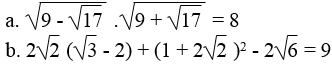 a. √(9 - √17) .√(9 + √17) = 8
b. 2√2 (√3 - 2) + (1 + 2√2 )² - 2√6 = 9